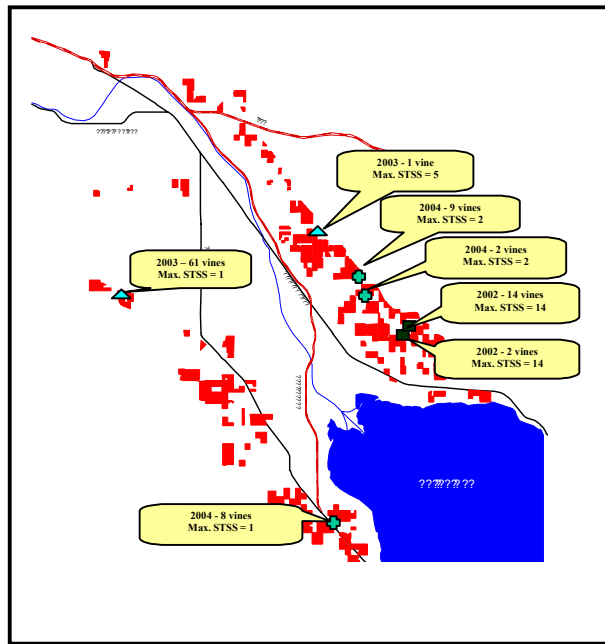 2003 - 1 vine
Max. STSS = 5
2004 - 9 vines
Max. STSS = 2
2004 - 2 vines
Max. STSS = 2
2003 – 61 vines
Max. STSS = 1
2002 - 14 vines
Max. STSS = 14
2002 - 2 vines
Max. STSS = 14
2004 - 8 vines
Max. STSS = 1